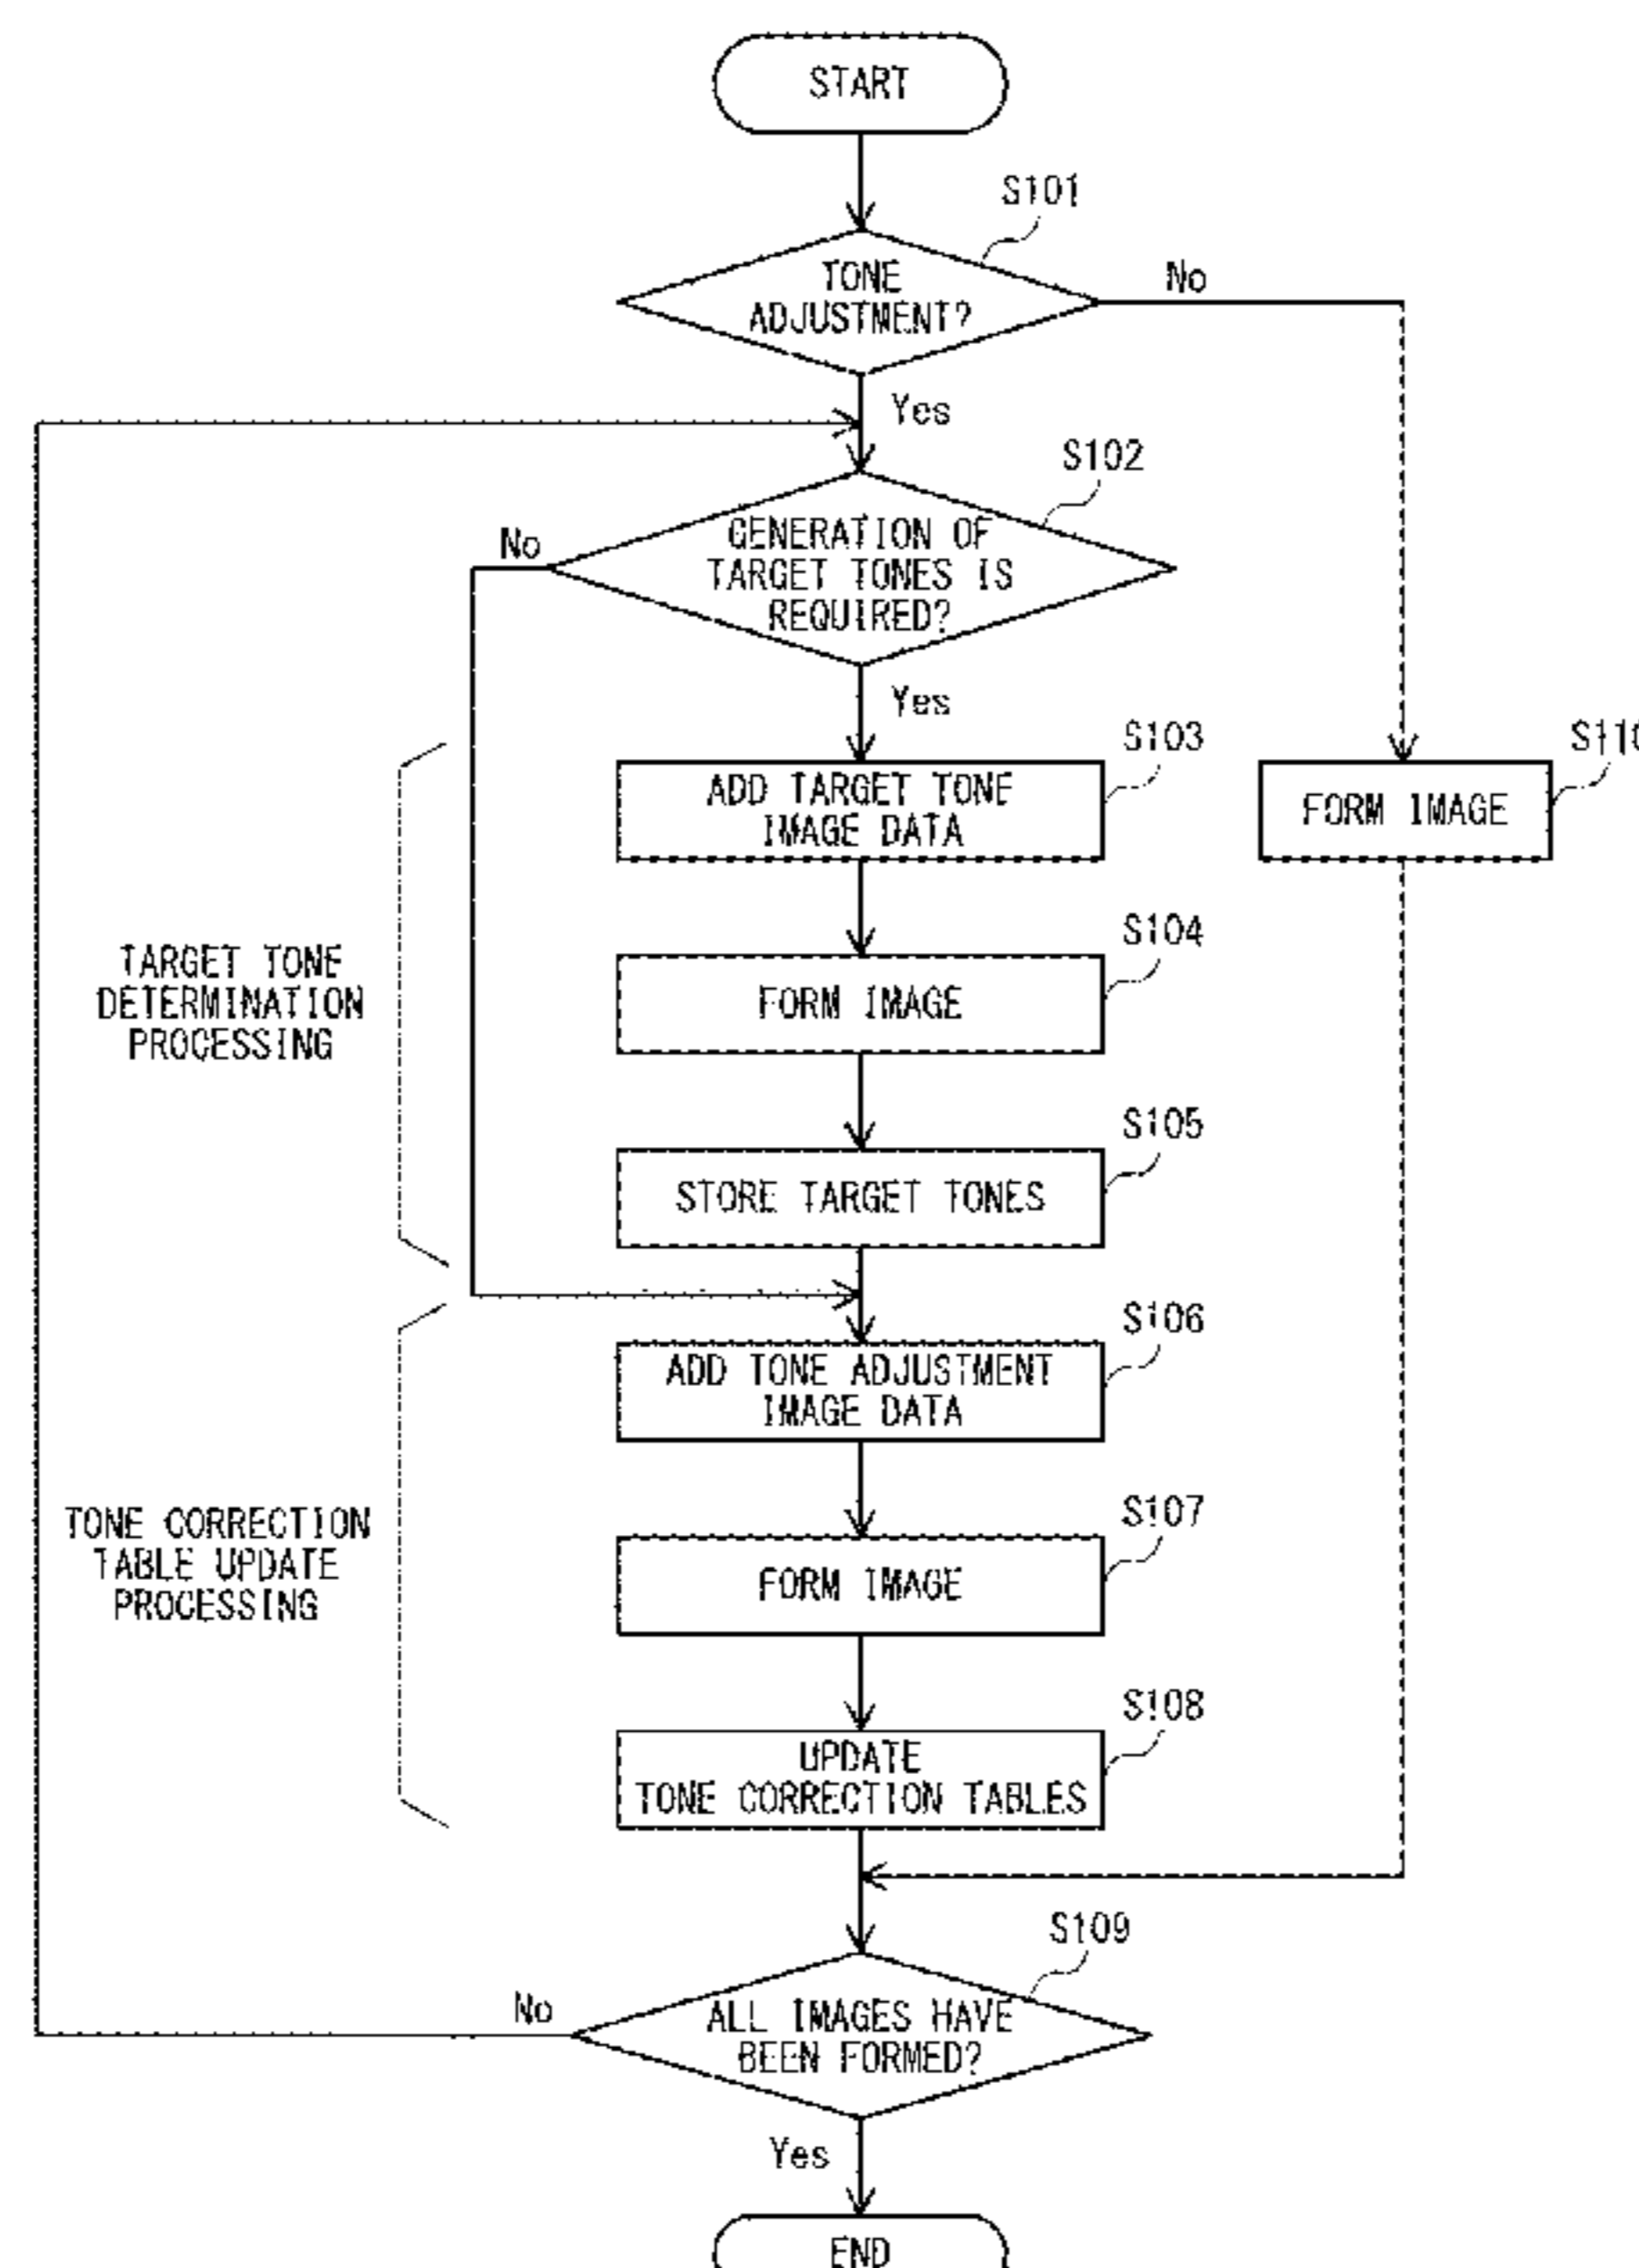 START
S101
TONE
ADJUSTMENT?
No
Yes
S102
GENERATION OF
TARGET TONES IS
REQUIRED?
No
Yes
S103
ADD TARGET TONE
IMAGE DATA
S110
FORM IMAGE
S104
FORM IMAGE
TARGET TONE
DETERMINATION
PROCESSING
S105
STORE TARGET TONES
S106
ADD TONE ADJUSTMENT
IMAGE DATA
S107
FORM IMAGE
TONE CORRECTION
TABLE UPDATE
PROCESSING
S108
UPDATE
TONE CORRECTION TABLES
S109
ALL IMAGES HAVE
BEEN FORMED?
No
Yes
END